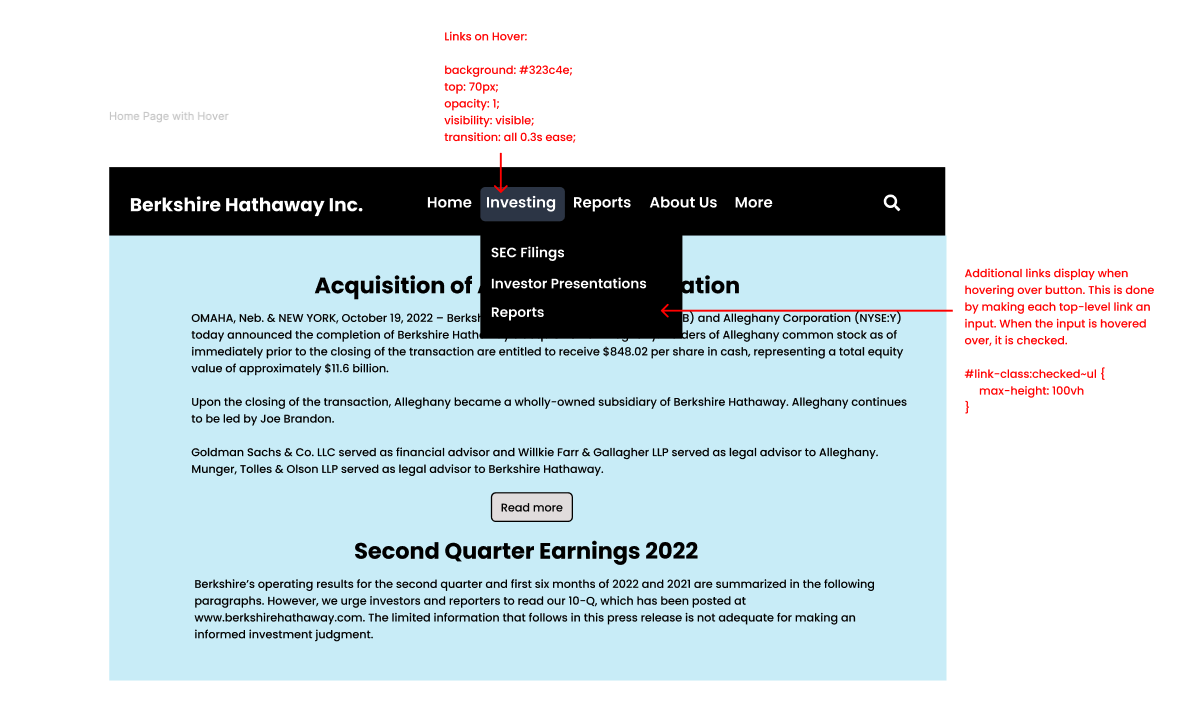 Links on Hover:
background: #323c4e;
top: 70px;
opacity: 1;
visibility: visible;
transition: all 0.3s ease;
Home Page with Hover
Berkshire Hathaway Inc.
Home Investing Reports About Us More
SEC Filings
Investor Presentations
Reports
Acquisition of ation
OMAHA, Neb. & NEW YORK, October 19, 2022 – Berksh B) and Alleghany Corporation (NYSE:Y)
today announced the completion of Berkshire Hatha ders of Alleghany common stock as of
immediately prior to the closing of the transaction are entitled to receive $848.02 per share in cash, representing a total equity
value of approximately $11.6 billion.
Upon the closing of the transaction, Alleghany became a wholly-owned subsidiary of Berkshire Hathaway. Alleghany continues
to be led by Joe Brandon.
Goldman Sachs & Co. LLC served as financial advisor and Willkie Farr & Gallagher LLP served as legal advisor to Alleghany.
Munger, Tolles & Olson LLP served as legal advisor to Berkshire Hathaway.
Read more
Second Quarter Earnings 2022
Berkshire’s operating results for the second quarter and first six months of 2022 and 2021 are summarized in the following
paragraphs. However, we urge investors and reporters to read our 10-Q, which has been posted at
www.berkshirehathaway.com. The limited information that follows in this press release is not adequate for making an
informed investment judgment.
Additional links display when
hovering over button. This is done
by making each top-level link an
input. When the input is hovered
over, it is checked.
#link-class:checked~ul {
max-height: 100vh
}